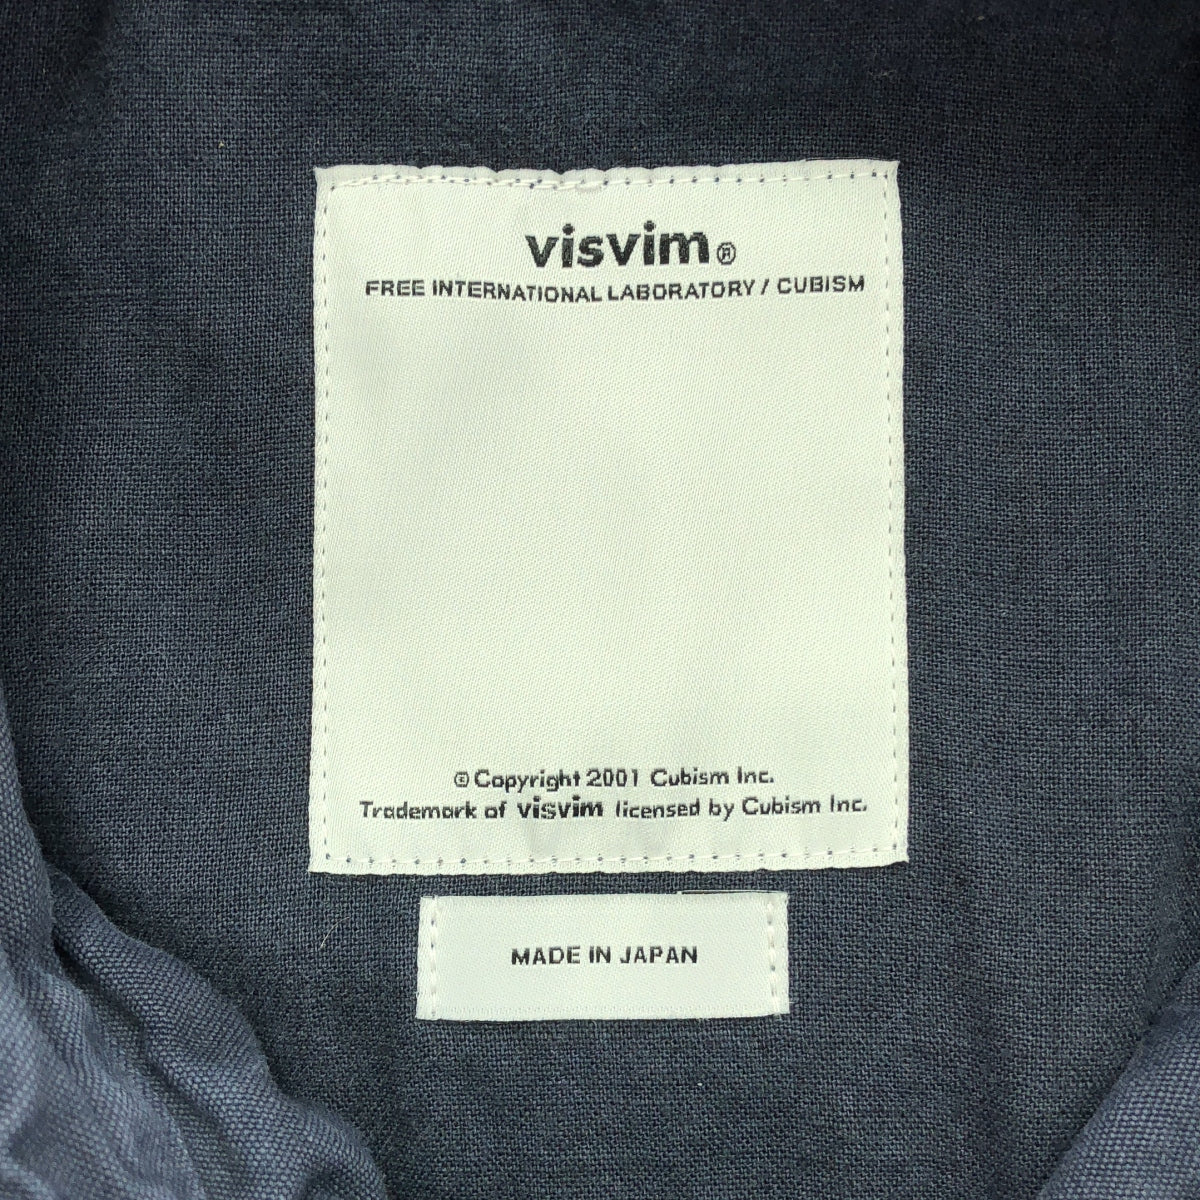 visvim®
FREE INTERNATIONAL LABORATORY / CUBISM
© Copyright 2001 Cubism Inc.
Trademark of visvim licensed by Cubism Inc.
MADE IN JAPAN